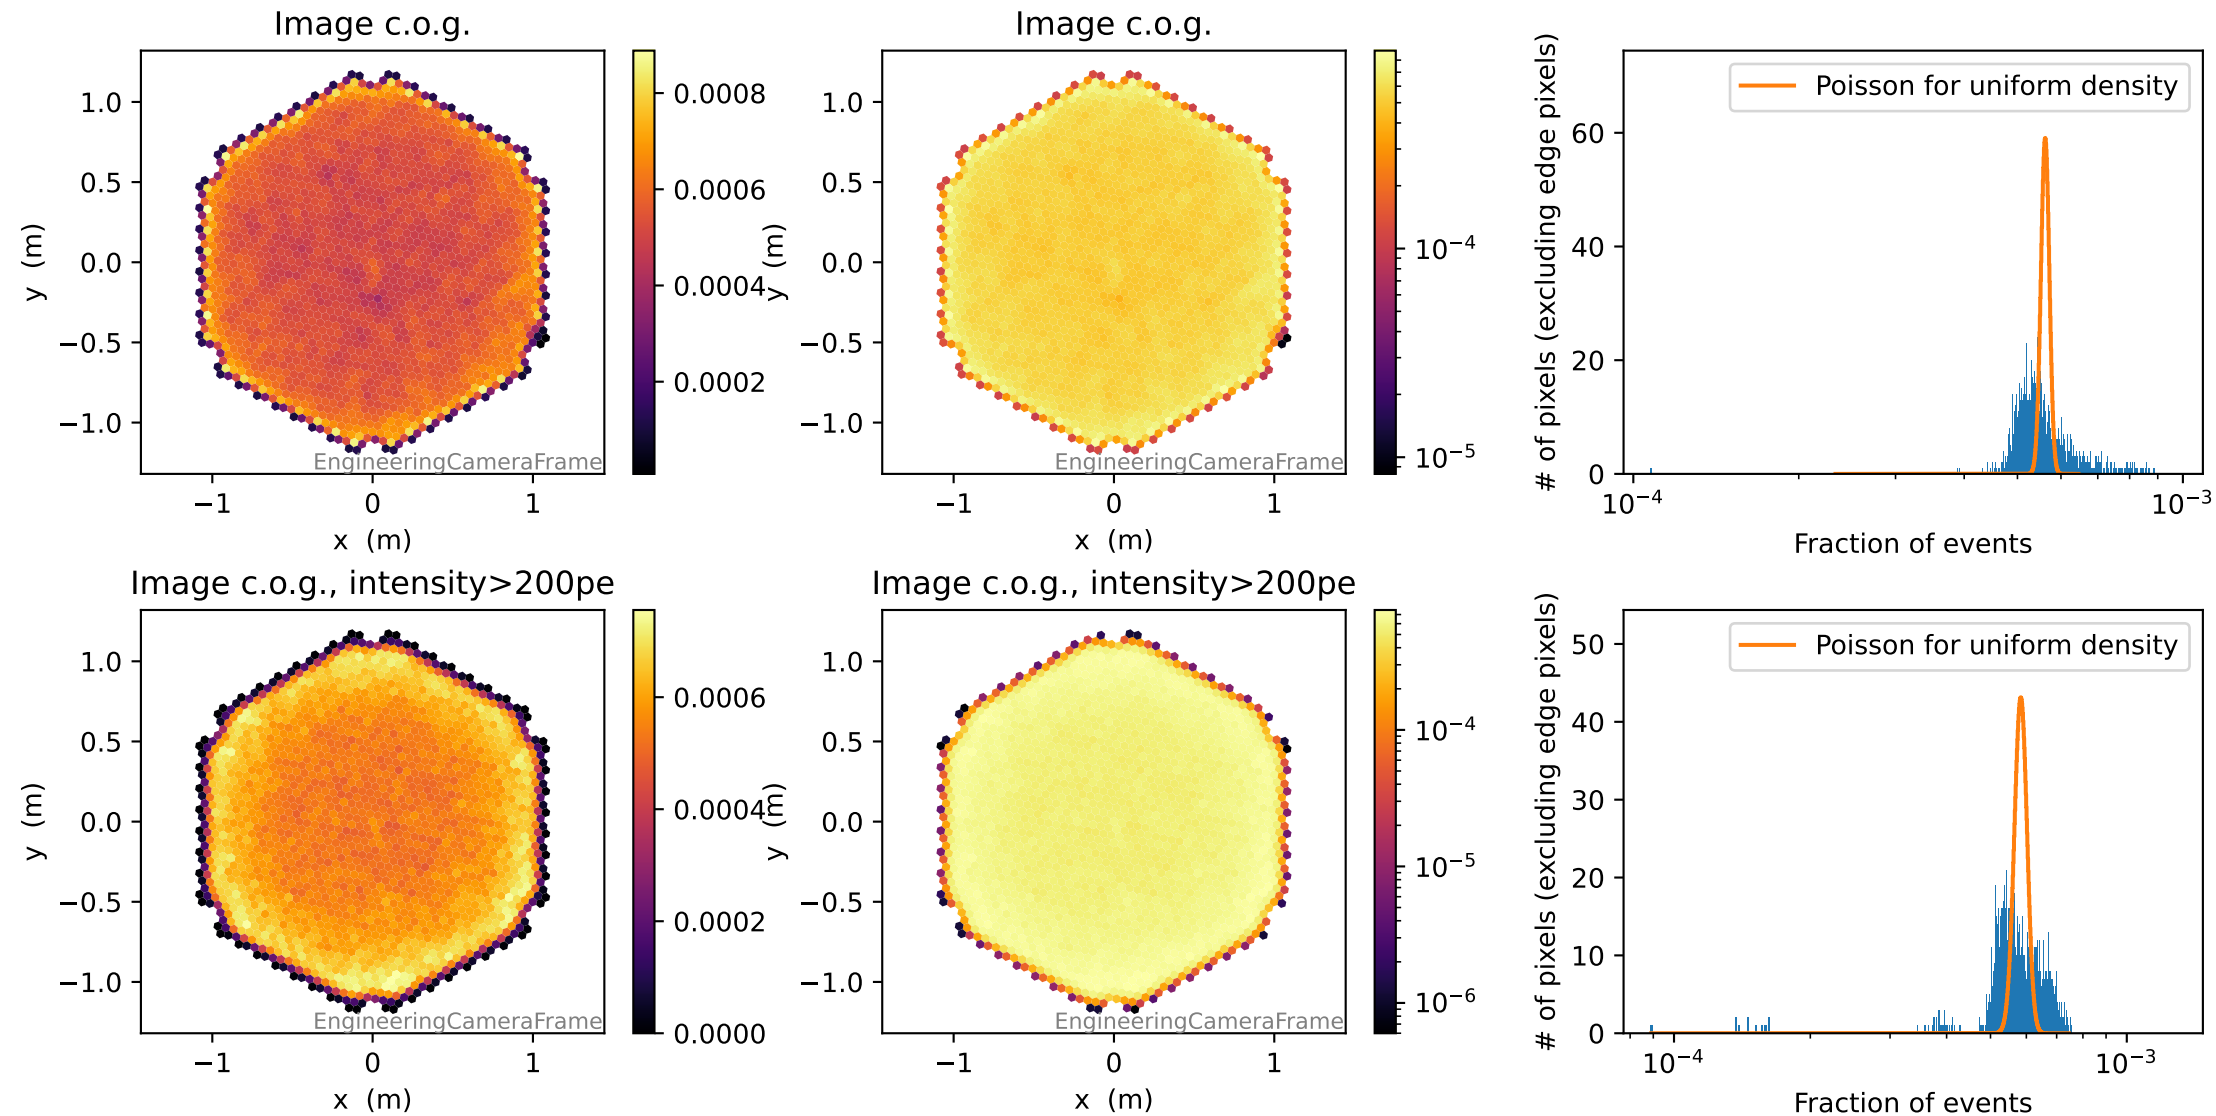 Image c.o.g.
y (m)
1.0
0.5
0.0
−0.5
−1.0
EngineeringCameraFrame
−1 0 1
x (m)
0.0008
0.0006
0.0004
0.0002
Image c.o.g.
y (m)
1.0
0.5
0.0
−0.5
−1.0
EngineeringCameraFrame
−1 0 1
x (m)
10⁻⁴
10⁻⁵
# of pixels (excluding edge pixels)
60
40
20
0
Poisson for uniform density
10⁻⁴ 10⁻³
Fraction of events
Image c.o.g., intensity>200pe
y (m)
1.0
0.5
0.0
−0.5
−1.0
EngineeringCameraFrame
−1 0 1
x (m)
0.0006
0.0004
0.0002
0.0000
Image c.o.g., intensity>200pe
y (m)
1.0
0.5
0.0
−0.5
−1.0
EngineeringCameraFrame
−1 0 1
x (m)
10⁻⁴
10⁻⁵
10⁻⁶
# of pixels (excluding edge pixels)
50
40
30
20
10
0
Poisson for uniform density
10⁻⁴ 10⁻³
Fraction of events